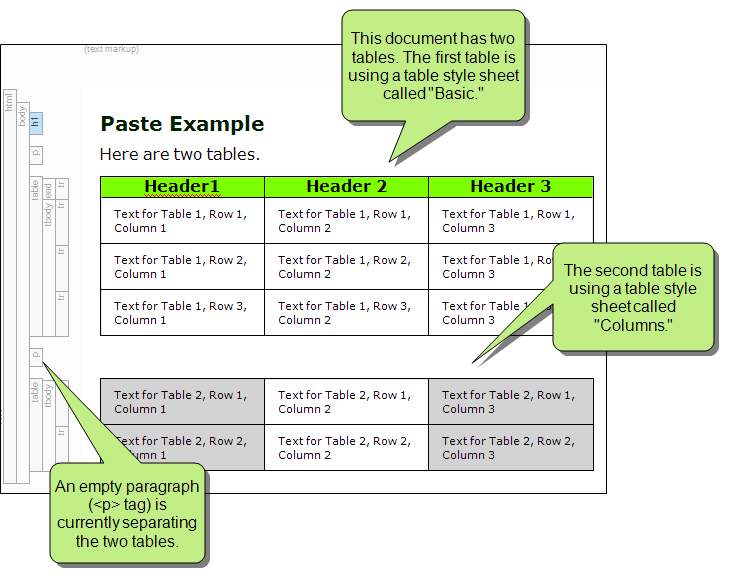 This document has two
tables. The first table is
using a table style sheet
called "Basic."
(text markup)
html
body
h1
p
table
tr
tbody
tr
tr
tr
p
table
tbody
tr
Paste Example
Here are two tables.
Header1 Header 2 Header 3
Text for Table 1, Row 1, Text for Table 1, Row 1, Text for Table 1, Row 1,
Column 1 Column 2 Column 3
Text for Table 1, Row 2, Text for Table 1, Row 2, Text for Table 1,
Column 1 Column 2 Column 3
Text for Table 1, Row 3, Text for Table 1, Row 3, Text for Table 1,
Column 1 Column 2 Column 3
The second table is
using a table style
sheet called
"Columns."
Text for Table 2, Row 1, Text for Table 2, Row 1, Text for Table 2, Row 1,
Column 1 Column 2 Column 3
Text for Table 2, Row 2, Text for Table 2, Row 2, Text for Table 2, Row 2,
1 Column 2 Column 3
An empty paragraph
(<p> tag) is
currently separating
the two tables.